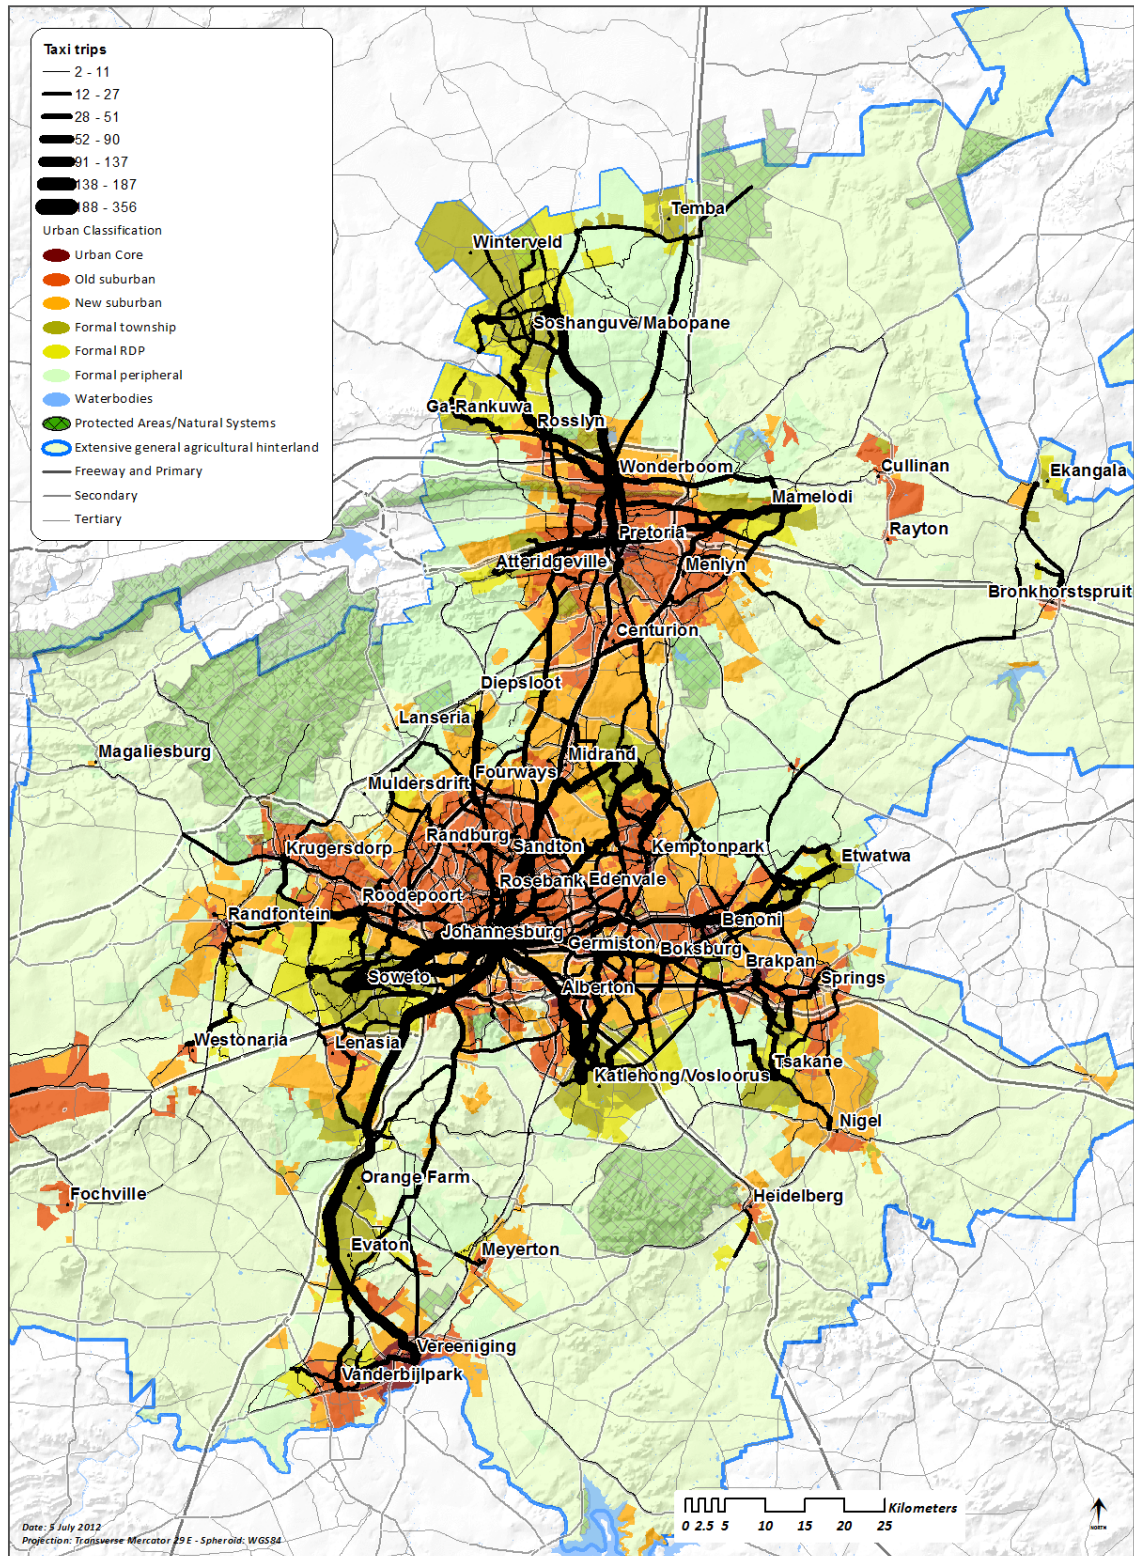 Taxi trips
2 - 11
12 - 27
28 - 51
52 - 90
91 - 137
138 - 187
188 - 356
Urban Classification
Urban Core
Old suburban
New suburban
Formal township
Formal RDP
Formal peripheral
Waterbodies
Protected Areas/Natural Systems
Extensive general agricultural hinterland
Freeway and Primary
Secondary
Tertiary
Temba
Winterveld
Soshanguve/Mabopane
Ga-Rankuwa
Rosslyn
Wonderboom
Cullinan
Ekangala
Mamelodi
Pretoria
Rayton
Atteridgeville
Menlyn
Bronkhorstspruit
Centurion
Diepsloot
Lanseria
Magaliesburg
Midrand
Fourways
Muldersdrift
Randburg
Sandton
Kemptonpark
Krugersdorp
Etwatwa
Rosebank
Edenvale
Roodepoort
Randfontein
Benoni
Johannesburg
Germiston
Boksburg
Brakpan
Soweto
Springs
Alberton
Westonaria
Lenasia
Tsakane
Katlehong/Vosloorus
Nigel
Orange Farm
Fochville
Heidelberg
Evaton
Meyerton
Vereeniging
Vanderbijlpark
Kilometers
0 2.5 5 10 15 20 25
NORTH
Date: 5 July 2012
Projection: Transverse Mercator 29 E - Spheroid: WGS84